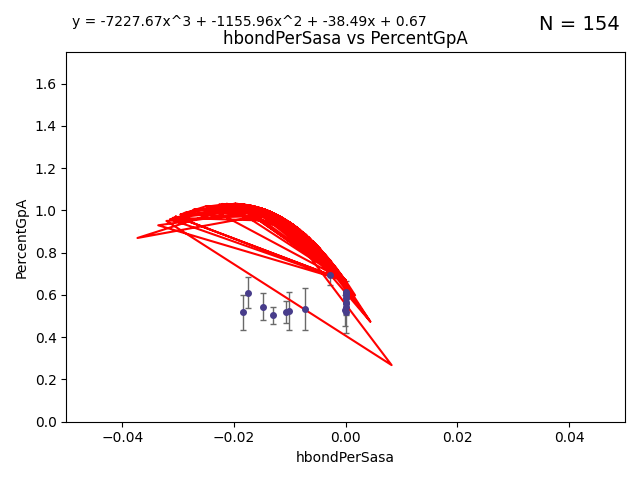 y = -7227.67x^3 + -1155.96x^2 + -38.49x + 0.67
N = 154
hbondPerSasa vs PercentGpA
1.6
1.4
1.2
1.0
0.8
0.6
0.4
0.2
0.0
PercentGpA
−0.04 −0.02 0.00 0.02 0.04
hbondPerSasa